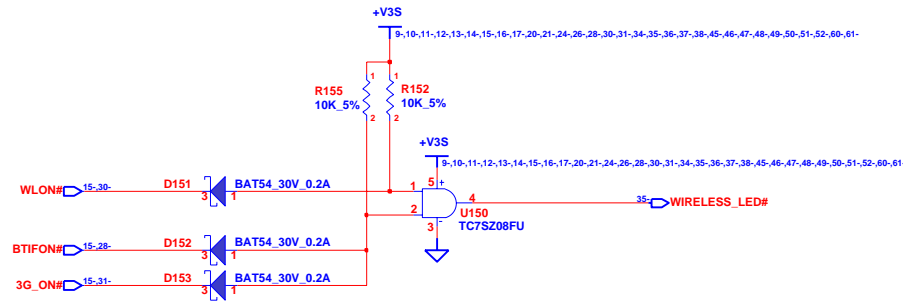 +V3S
9-,10-,11-,12-,13-,14-,15-,16-,17-,20-,21-,24-,26-,28-,30-,31-,34-,35-,36-,37-,38-,45-,46-,47-,48-,49-,50-,51-,52-,60-,61-
1 1
R155 R152
10K_5% 10K_5%
2 2
+V3S
9-,10-,11-,12-,13-,14-,15-,16-,17-,20-,21-,24-,26-,28-,30-,31-,34-,35-,36-,37-,38-,45-,46-,47-,48-,49-,50-,51-,52-,60-,61-
WLON# 15-,30- D151 3 1 BAT54_30V_0.2A 1 5 + 4 35- WIRELESS_LED#
2 U150
3 - TC7SZ08FU
BTIFON# 15-,28- D152 3 1 BAT54_30V_0.2A
3G_ON# 15-,31- D153 3 1 BAT54_30V_0.2A